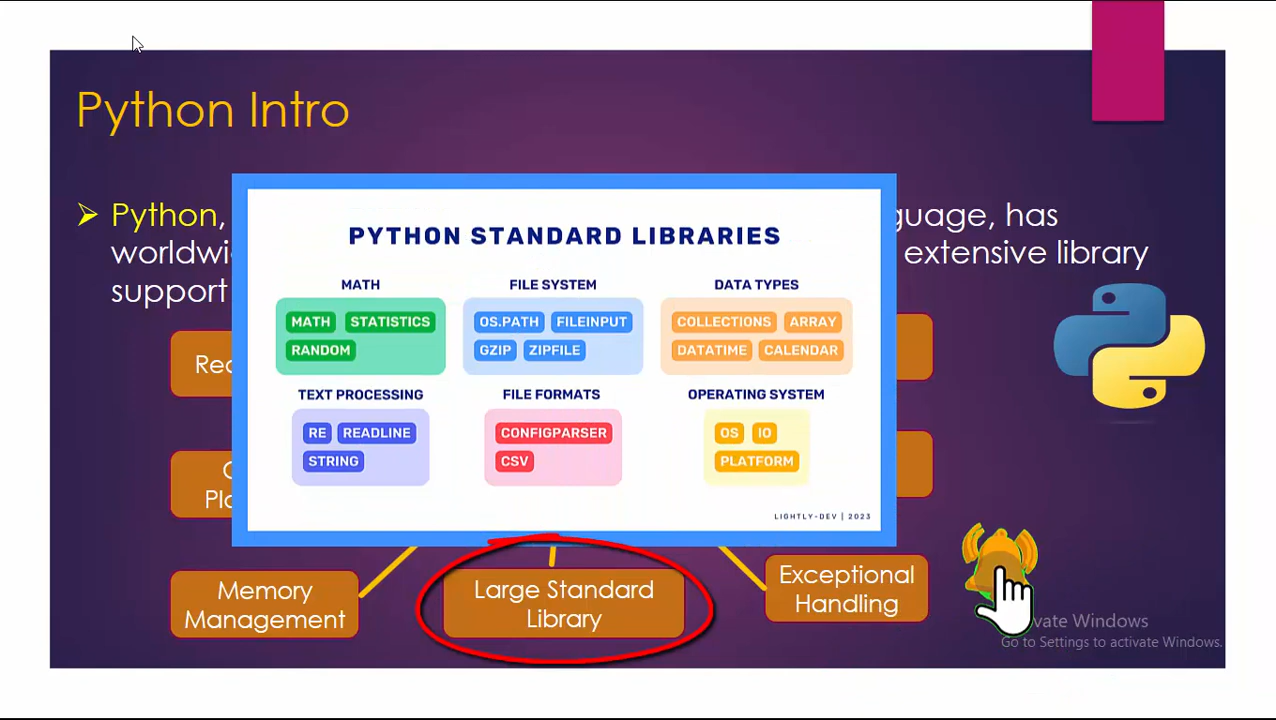 Python Intro
Python,
guage, has
worldwi
extensive library
support
PYTHON STANDARD LIBRARIES
MATH
FILE SYSTEM
DATA TYPES
MATH STATISTICS
RANDOM
OS.PATH FILEINPUT
GZIP ZIPFILE
COLLECTIONS ARRAY
DATATIME CALENDAR
TEXT PROCESSING
FILE FORMATS
OPERATING SYSTEM
RE READLINE
STRING
CONFIGPARSER
CSV
OS IO
PLATFORM
LIGHTLY-DEV | 2023
Memory
Management
Large Standard
Library
Exceptional
Handling
vate Windows
Go to Settings to activate Windows.